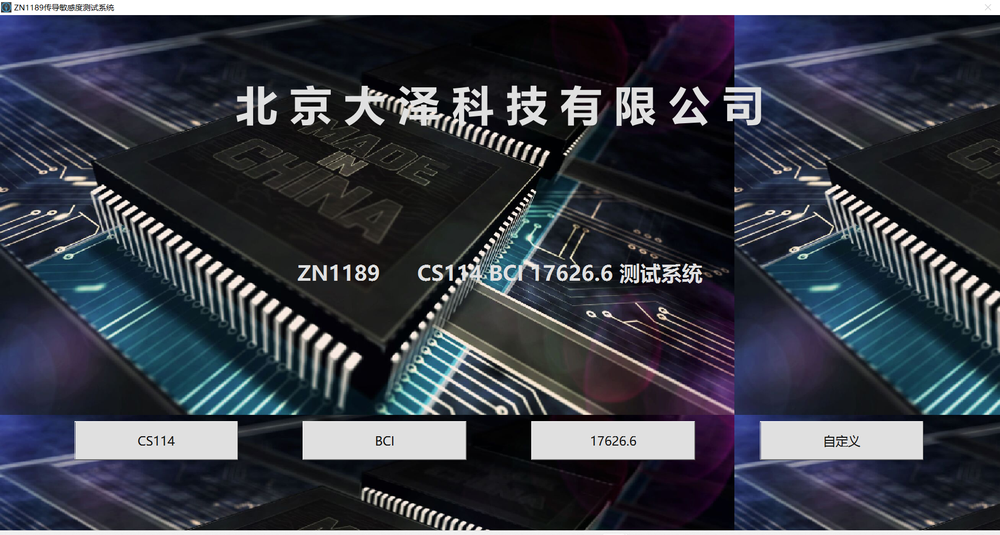 ZN1189传导敏感度测试系统
北京大泽科技有限公司
MADE
IN
CHINA
ZN1189 CS114 BCI 17626.6 测试系统
CS114
BCI
17626.6
自定义